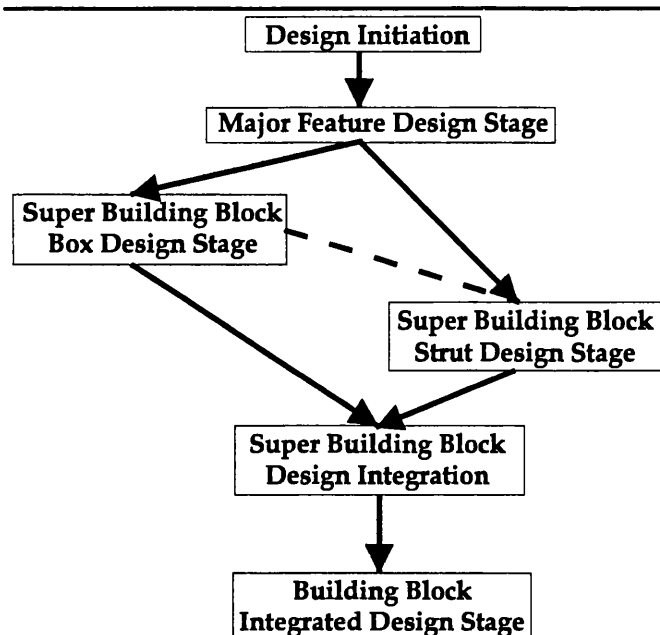 Design Initiation
Major Feature Design Stage
Super Building Block
Box Design Stage
Super Building Block
Strut Design Stage
Super Building Block
Design Integration
Building Block
Integrated Design Stage